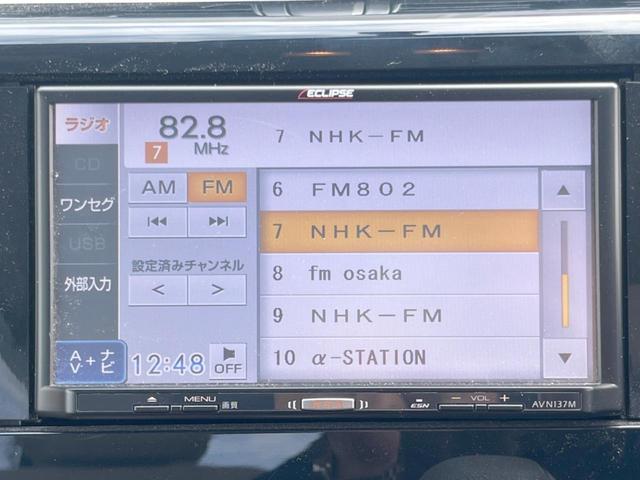 ECLIPSE
ラジオ
CD
ワンセグ
USB
外部入力
AV+ナビ
82.8
7 MHz
7 NHK-FM
AM FM
設定済みチャンネル
< >
12:48
OFF
6 FM802
7 NHK-FM
8 fm osaka
9 NHK-FM
10 α-STATION
MENU 画質
ESN
- VOL +
AVN137M